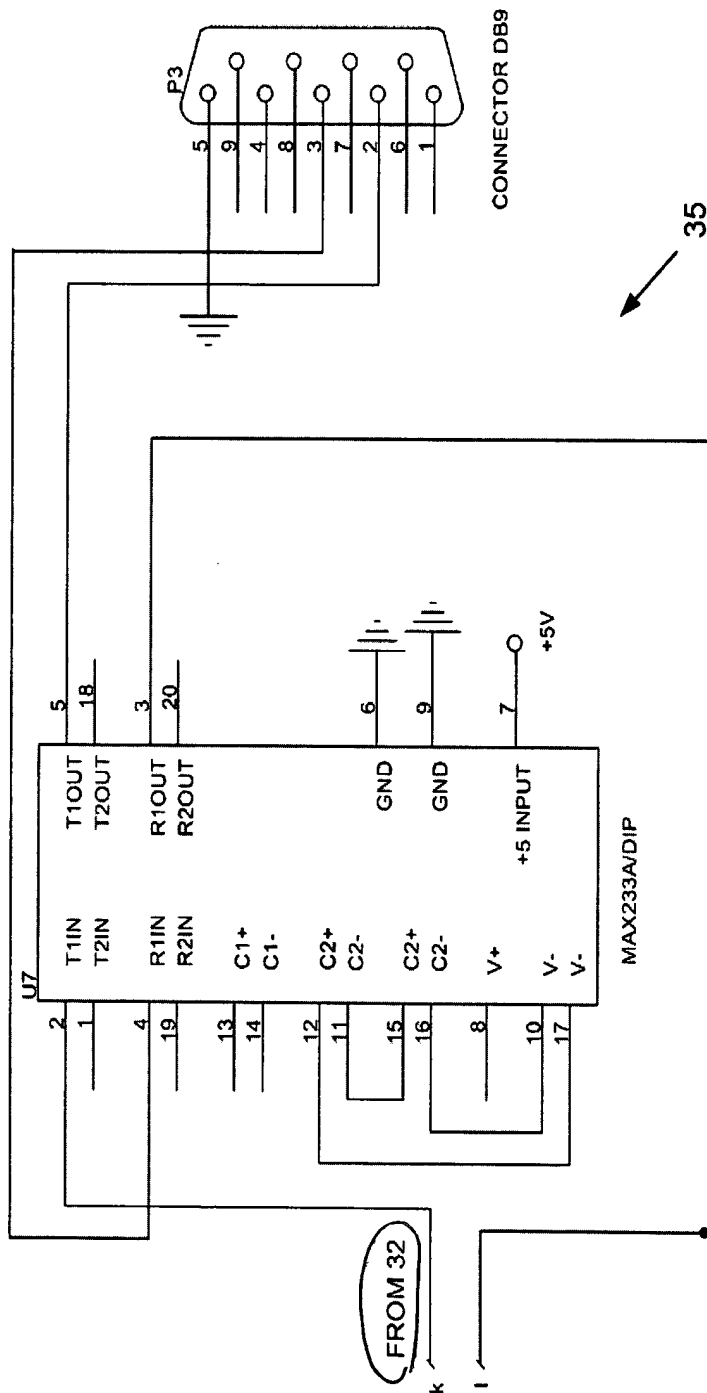 U7
2 T1IN T1OUT 5
1 T2IN T2OUT 18
4 R1IN R1OUT 3
19 R2IN R2OUT 20
13 C1+
14 C1-
12 C2+
11 C2-
GND 6
15 C2+
16 C2-
GND 9
8 V+
+5 INPUT 7
+5V
10 V-
17 V-
MAX233A/DIP
FROM 32
k
l
P3
5
9
4
8
3
7
2
6
1
CONNECTOR DB9
35